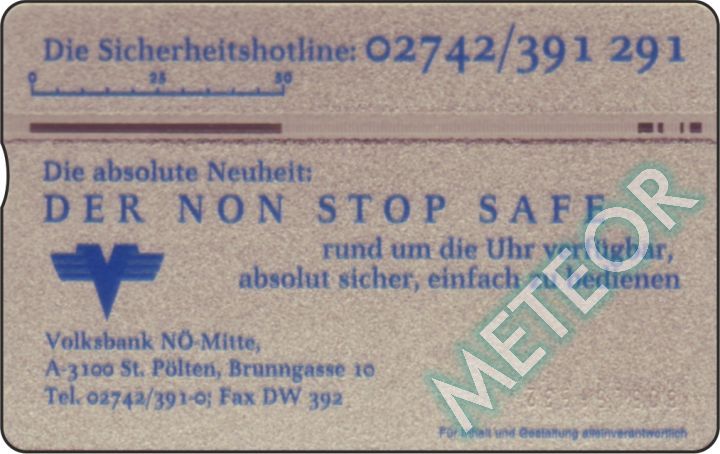 Die Sicherheitshotline: 02742/391 291
0 25 50
Die absolute Neuheit:
DER NON STOP SAFE
rund um die Uhr verfügbar,
absolut sicher, einfach zu bedienen
Volksbank NÖ-Mitte,
A-3100 St. Pölten, Brunngasse 10
Tel. 02742/391-0; Fax DW 392
METEOR
Für Inhalt und Gestaltung alleinverantwortlich